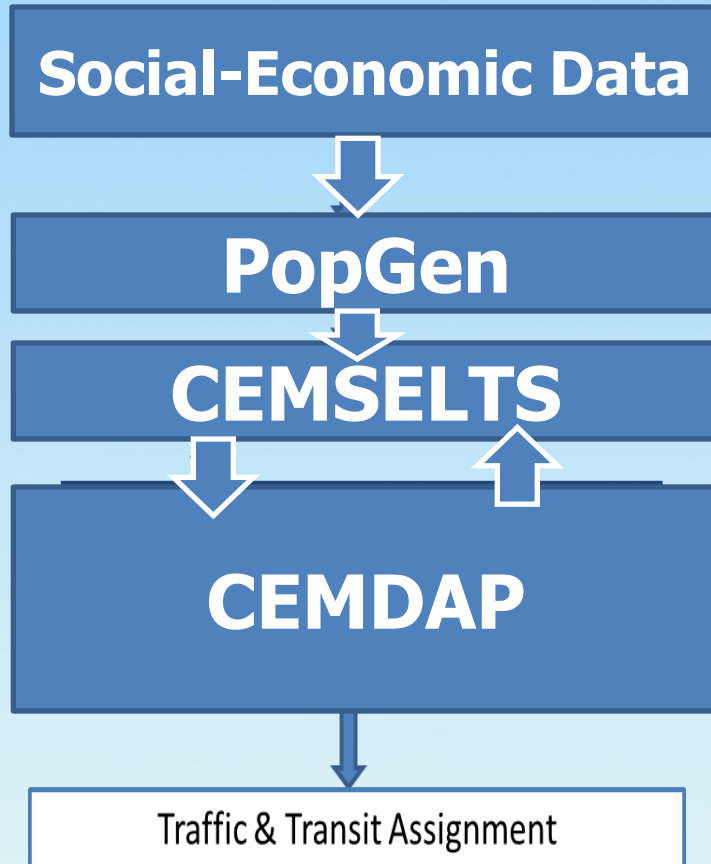 Social-Economic Data
PopGen
CEMSELTS
CEMDAP
Traffic & Transit Assignment